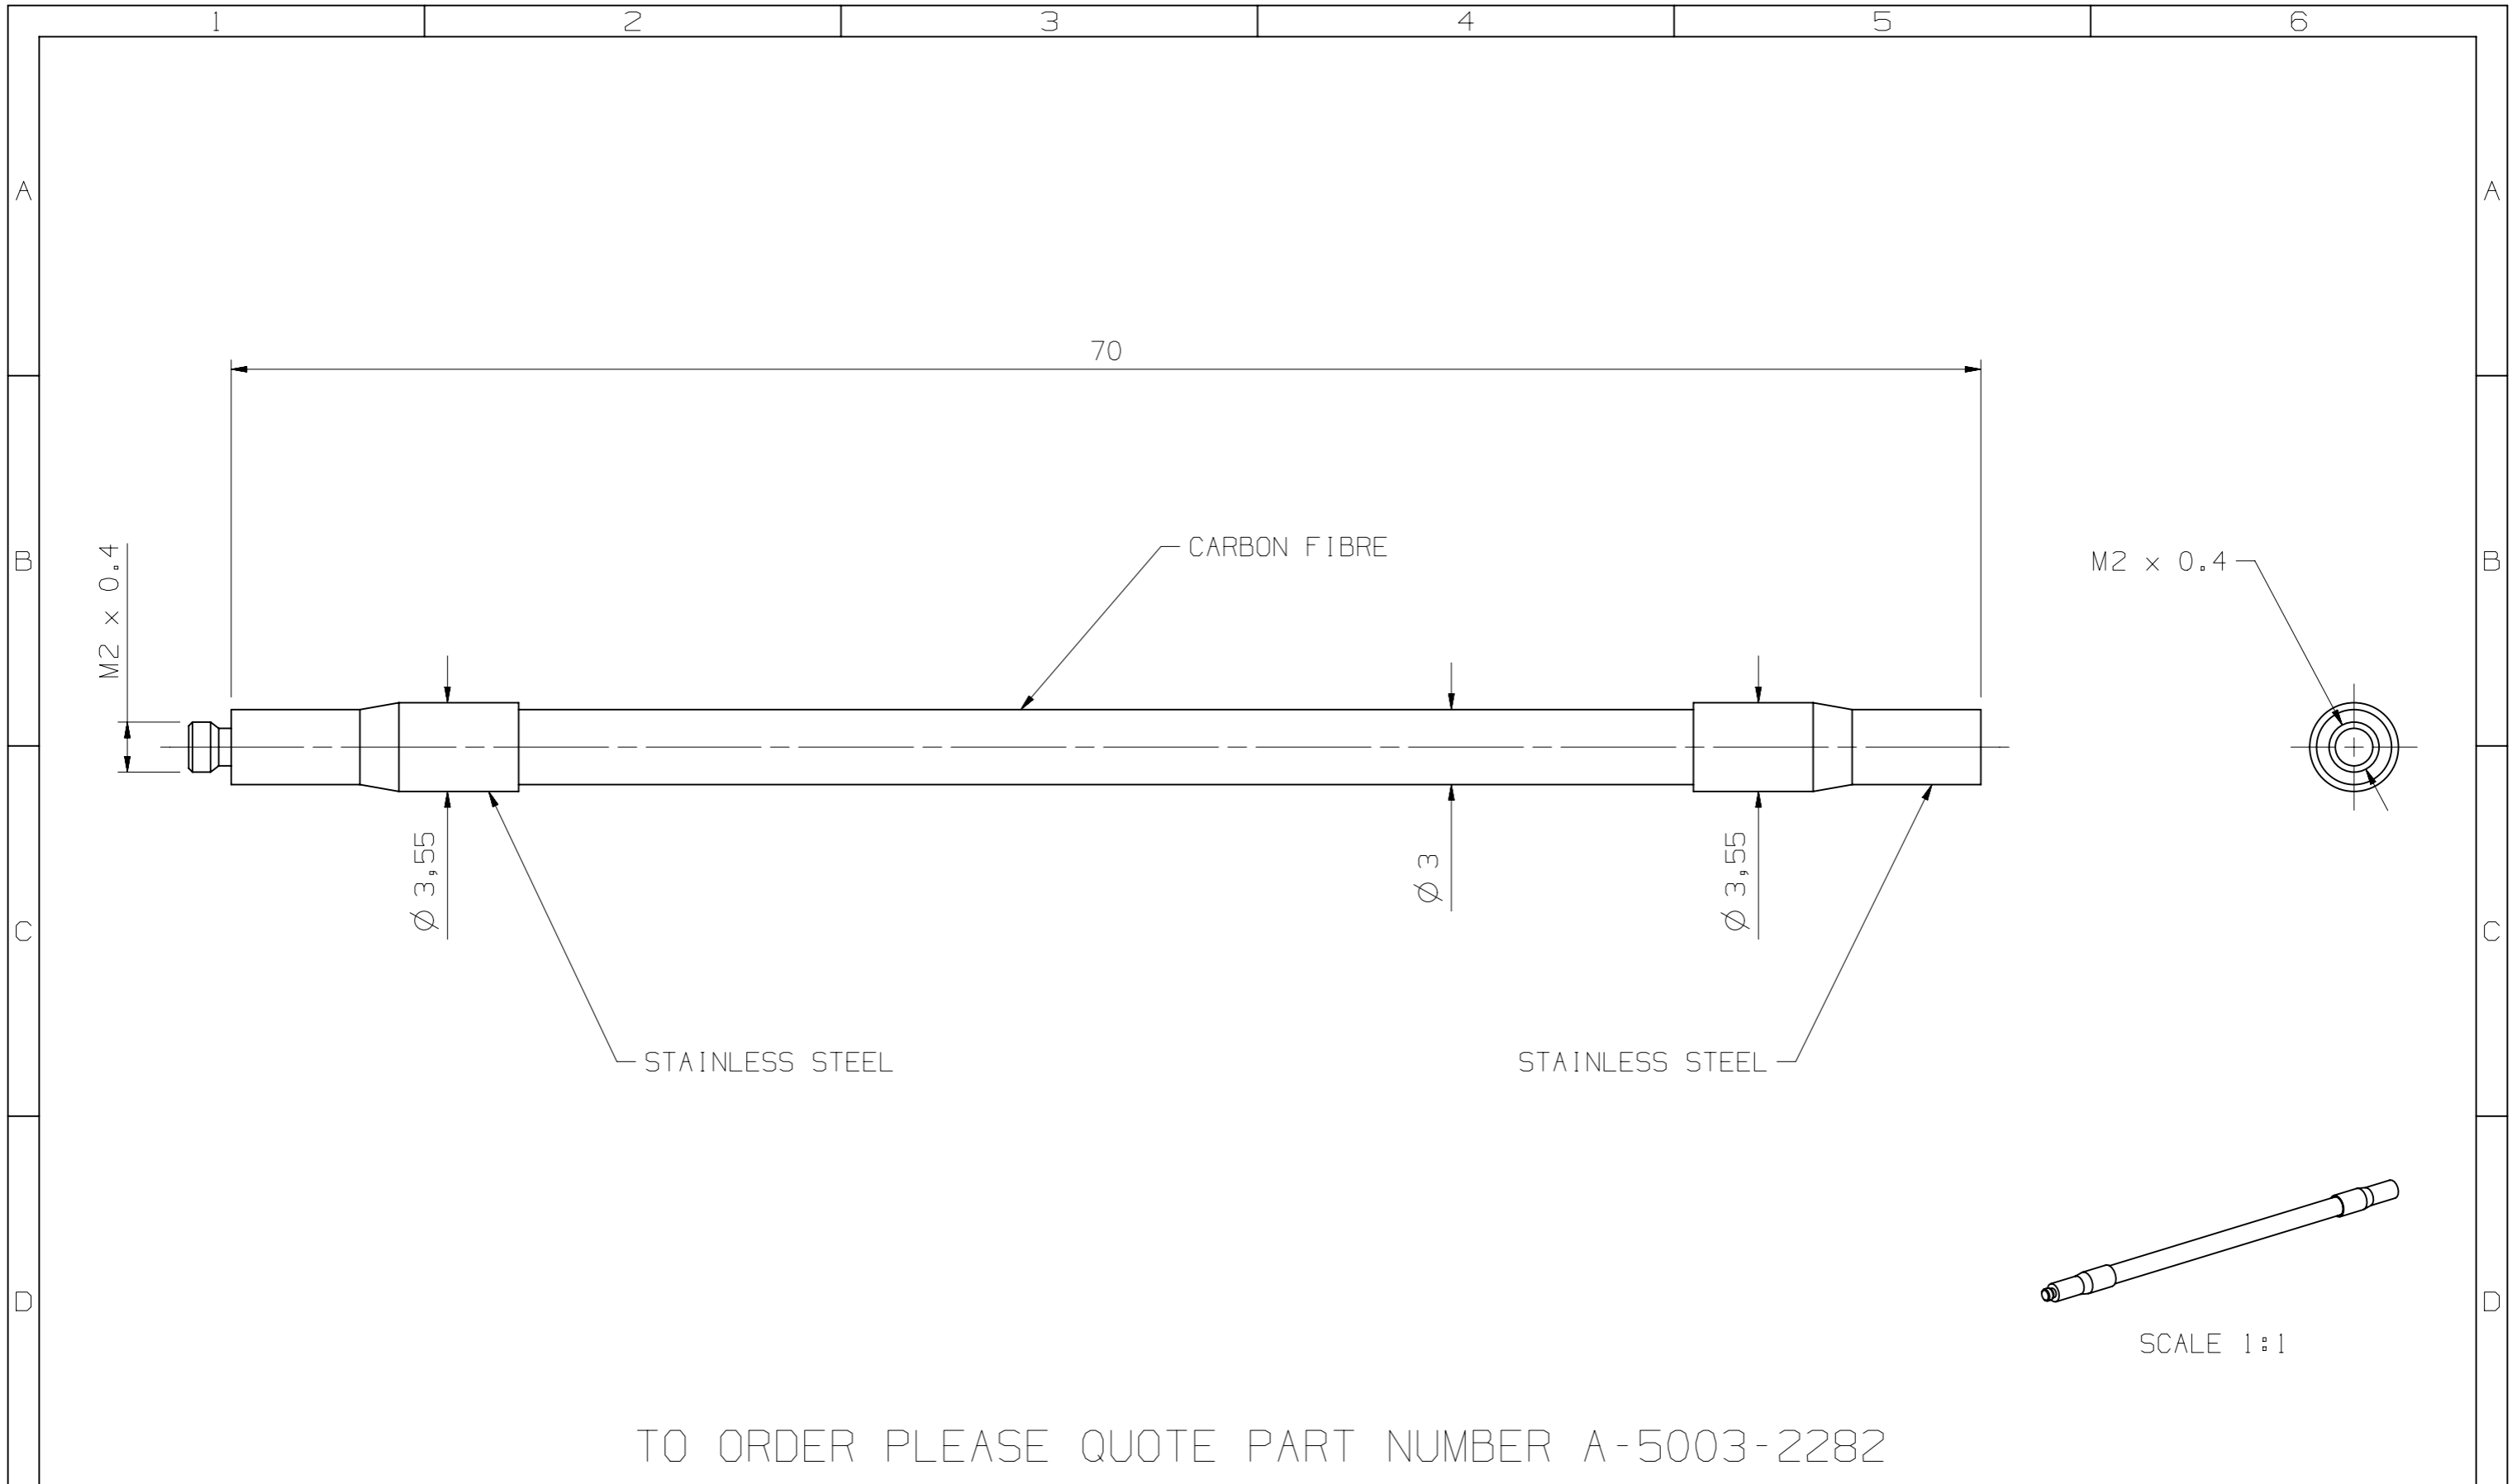 1 2 3 4 5 6
A A
70
CARBON FIBRE
M2 x 0.4
M2 x 0.4
B B
Ø 3,55
Ø 3
Ø 3,55
C C
STAINLESS STEEL
STAINLESS STEEL
D D
SCALE 1:1
TO ORDER PLEASE QUOTE PART NUMBER A-5003-2282